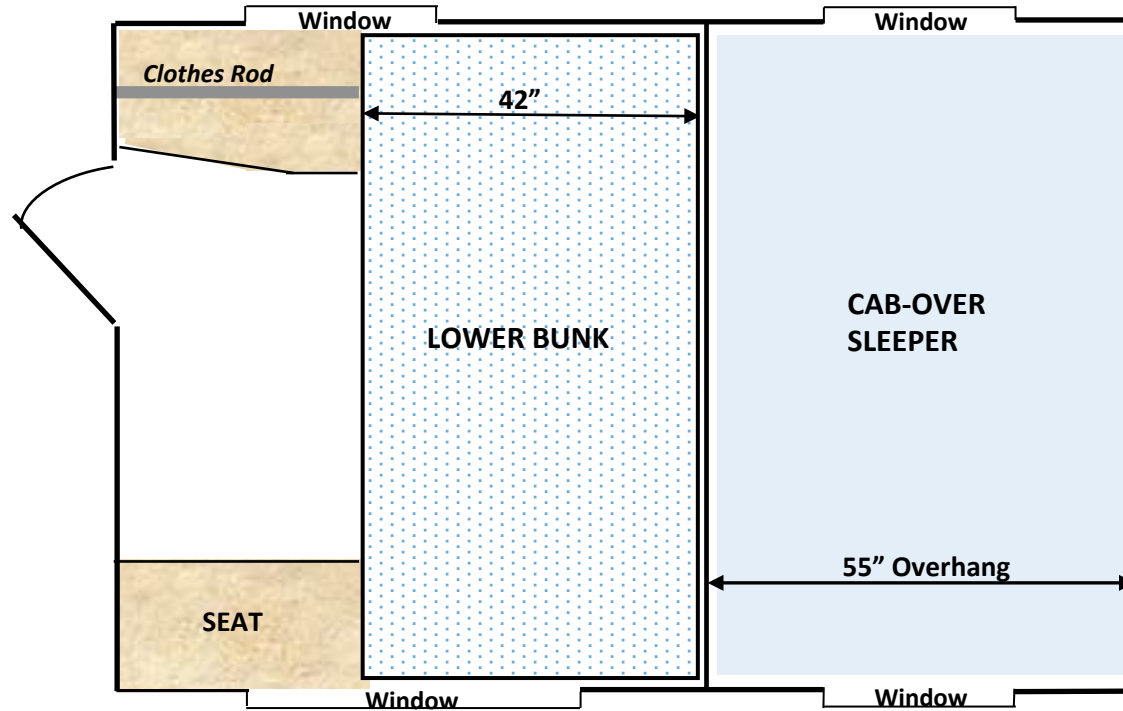 Window
Window
Clothes Rod
42”
LOWER BUNK
CAB-OVER
SLEEPER
55” Overhang
SEAT
Window
Window